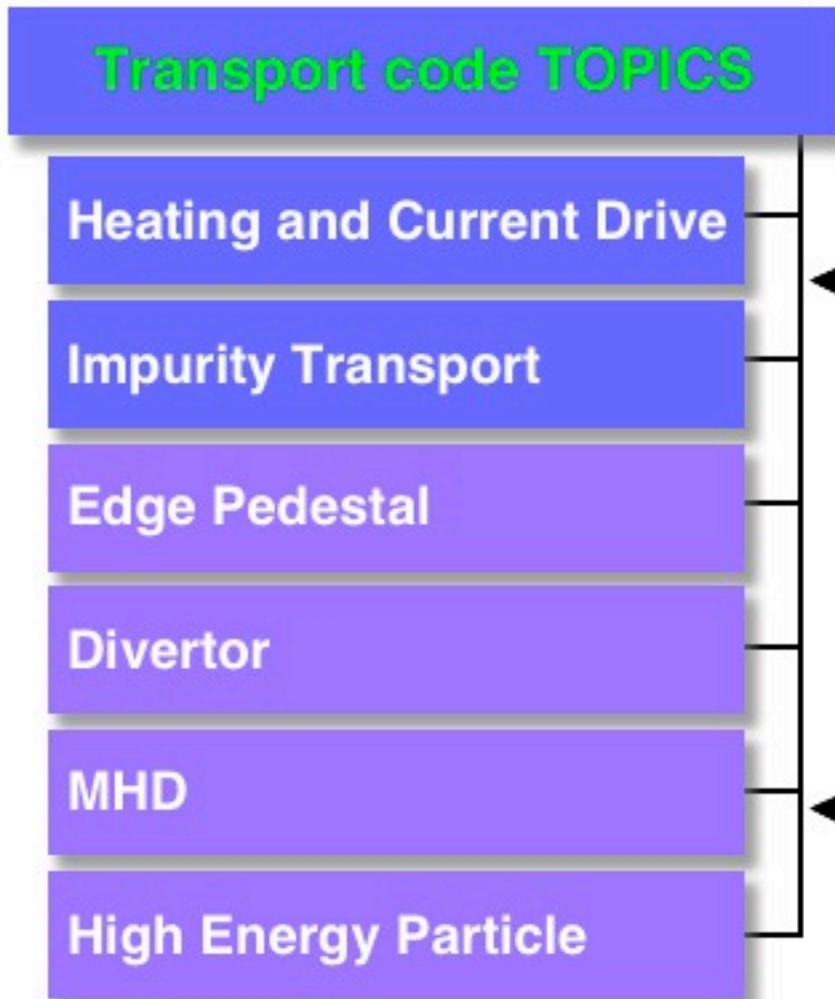 Transport code TOPICS
Heating and Current Drive
Impurity Transport
Edge Pedestal
Divertor
MHD
High Energy Particle